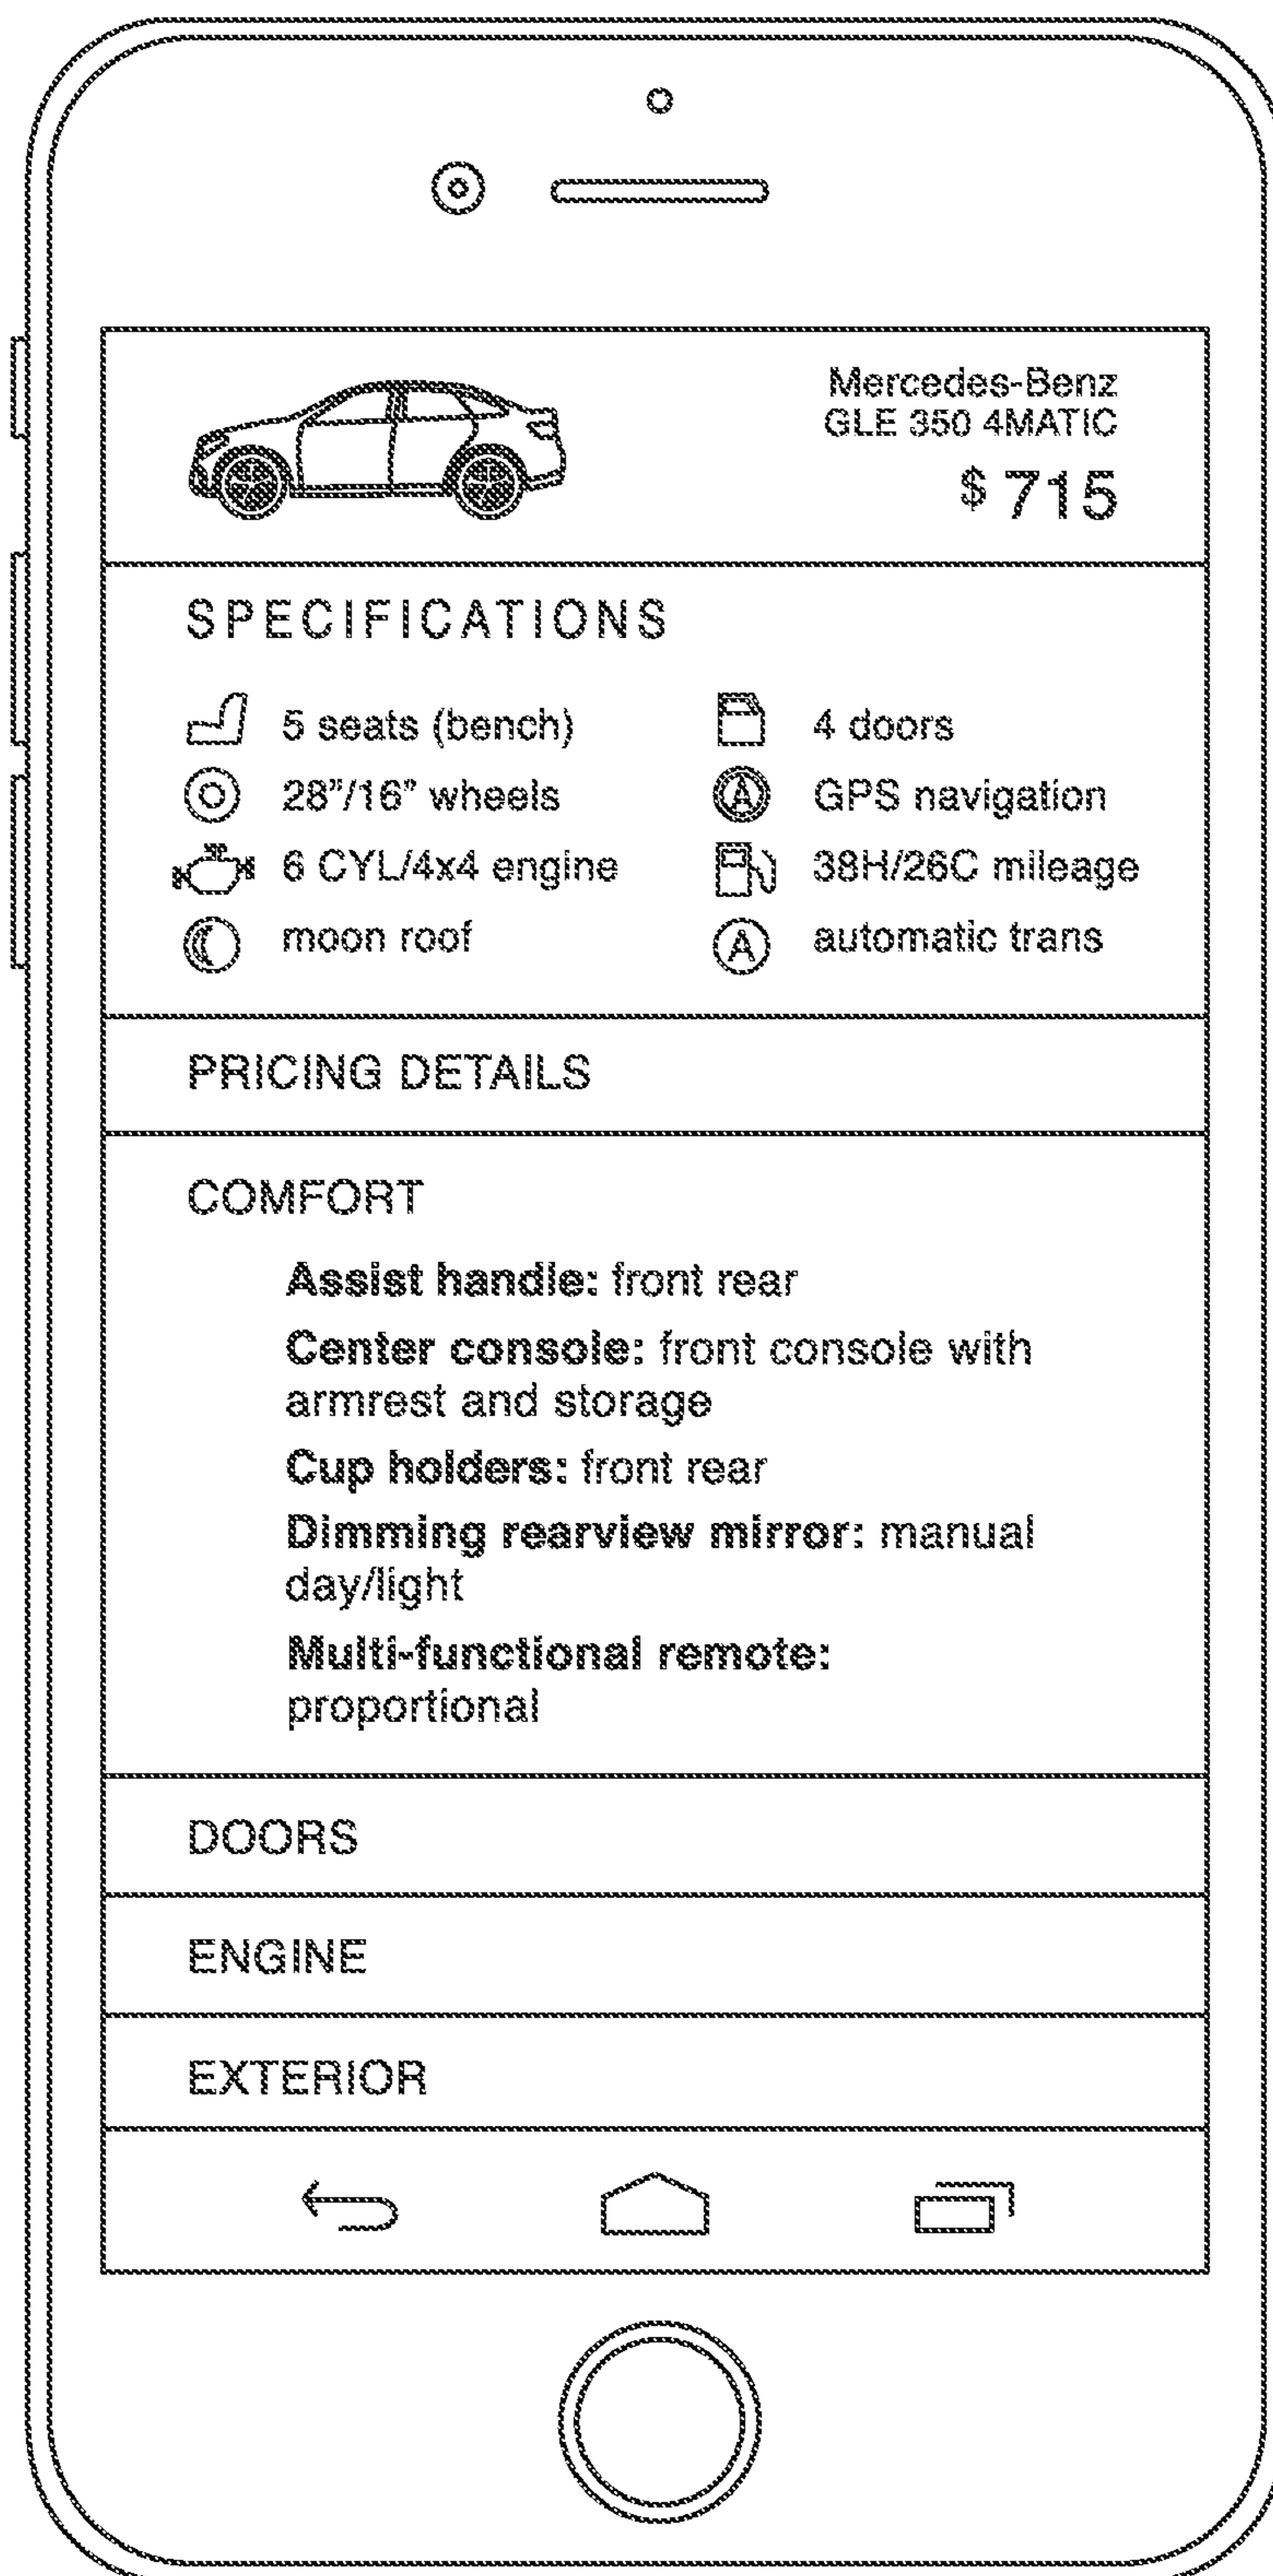 Mercedes-Benz
GLE 350 4MATIC
$ 715
SPECIFICATIONS
5 seats (bench)
4 doors
28”/16” wheels
A
GPS navigation
6 CYL/4x4 engine
38H/26C mileage
moon roof
A
automatic trans
PRICING DETAILS
COMFORT
Assist handle: front rear
Center console: front console with
armrest and storage
Cup holders: front rear
Dimming rearview mirror: manual
day/light
Multi-functional remote:
proportional
DOORS
ENGINE
EXTERIOR